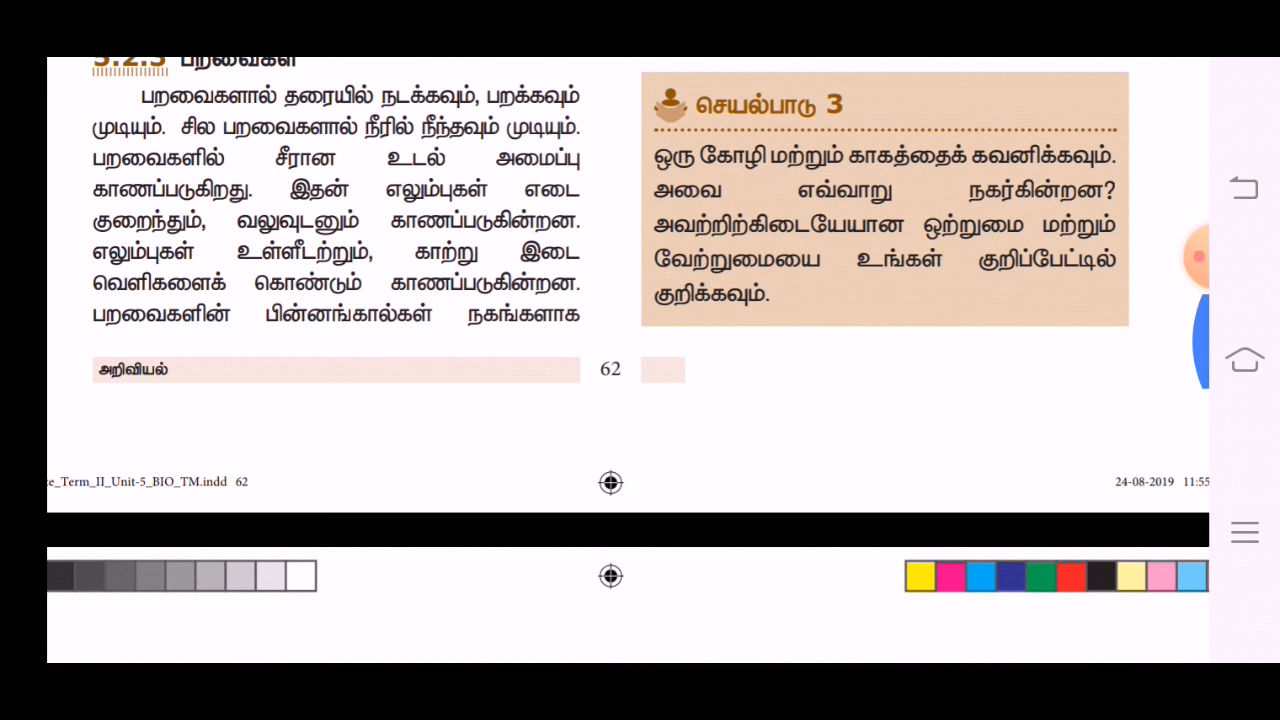 5.2.3 பறவைகள்
பறவைகளால் தரையில் நடக்கவும், பறக்கவும்
முடியும். சில பறவைகளால் நீரில் நீந்தவும் முடியும்.
பறவைகளில் சீரான உடல் அமைப்பு
காணப்படுகிறது. இதன் எலும்புகள் எடை
குறைந்தும், வலுவுடனும் காணப்படுகின்றன.
எலும்புகள் உள்ளீடற்றும், காற்று இடை
வெளிகளைக் கொண்டும் காணப்படுகின்றன.
பறவைகளின் பின்னங்கால்கள் நகங்களாக
செயல்பாடு 3
ஒரு கோழி மற்றும் காகத்தைக் கவனிக்கவும்.
அவை எவ்வாறு நகர்கின்றன?
அவற்றிற்கிடையேயான ஒற்றுமை மற்றும்
வேற்றுமையை உங்கள் குறிப்பேட்டில்
குறிக்கவும்.
அறிவியல் 62
e_Term_II_Unit-5_BIO_TM.indd 62
24-08-2019 11:55